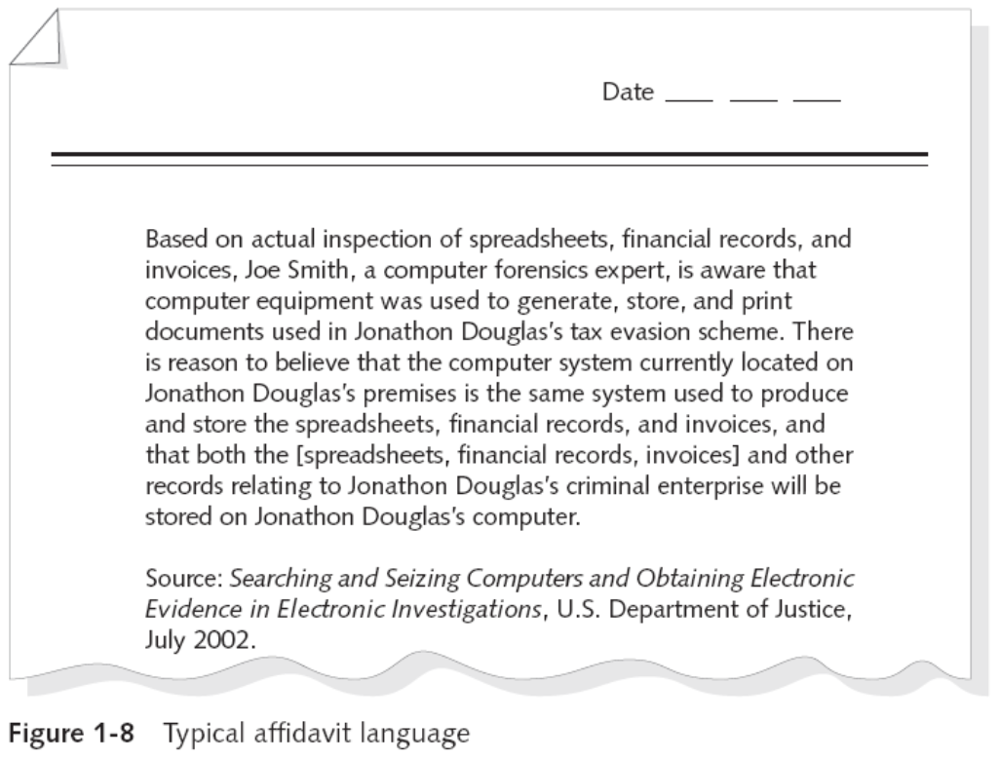 Date ___ ___ ___
Based on actual inspection of spreadsheets, financial records, and
invoices, Joe Smith, a computer forensics expert, is aware that
computer equipment was used to generate, store, and print
documents used in Jonathon Douglas's tax evasion scheme. There
is reason to believe that the computer system currently located on
Jonathon Douglas's premises is the same system used to produce
and store the spreadsheets, financial records, and invoices, and
that both the [spreadsheets, financial records, invoices] and other
records relating to Jonathon Douglas's criminal enterprise will be
stored on Jonathon Douglas's computer.
Source: Searching and Seizing Computers and Obtaining Electronic
Evidence in Electronic Investigations, U.S. Department of Justice,
July 2002.
Figure 1-8 Typical affidavit language